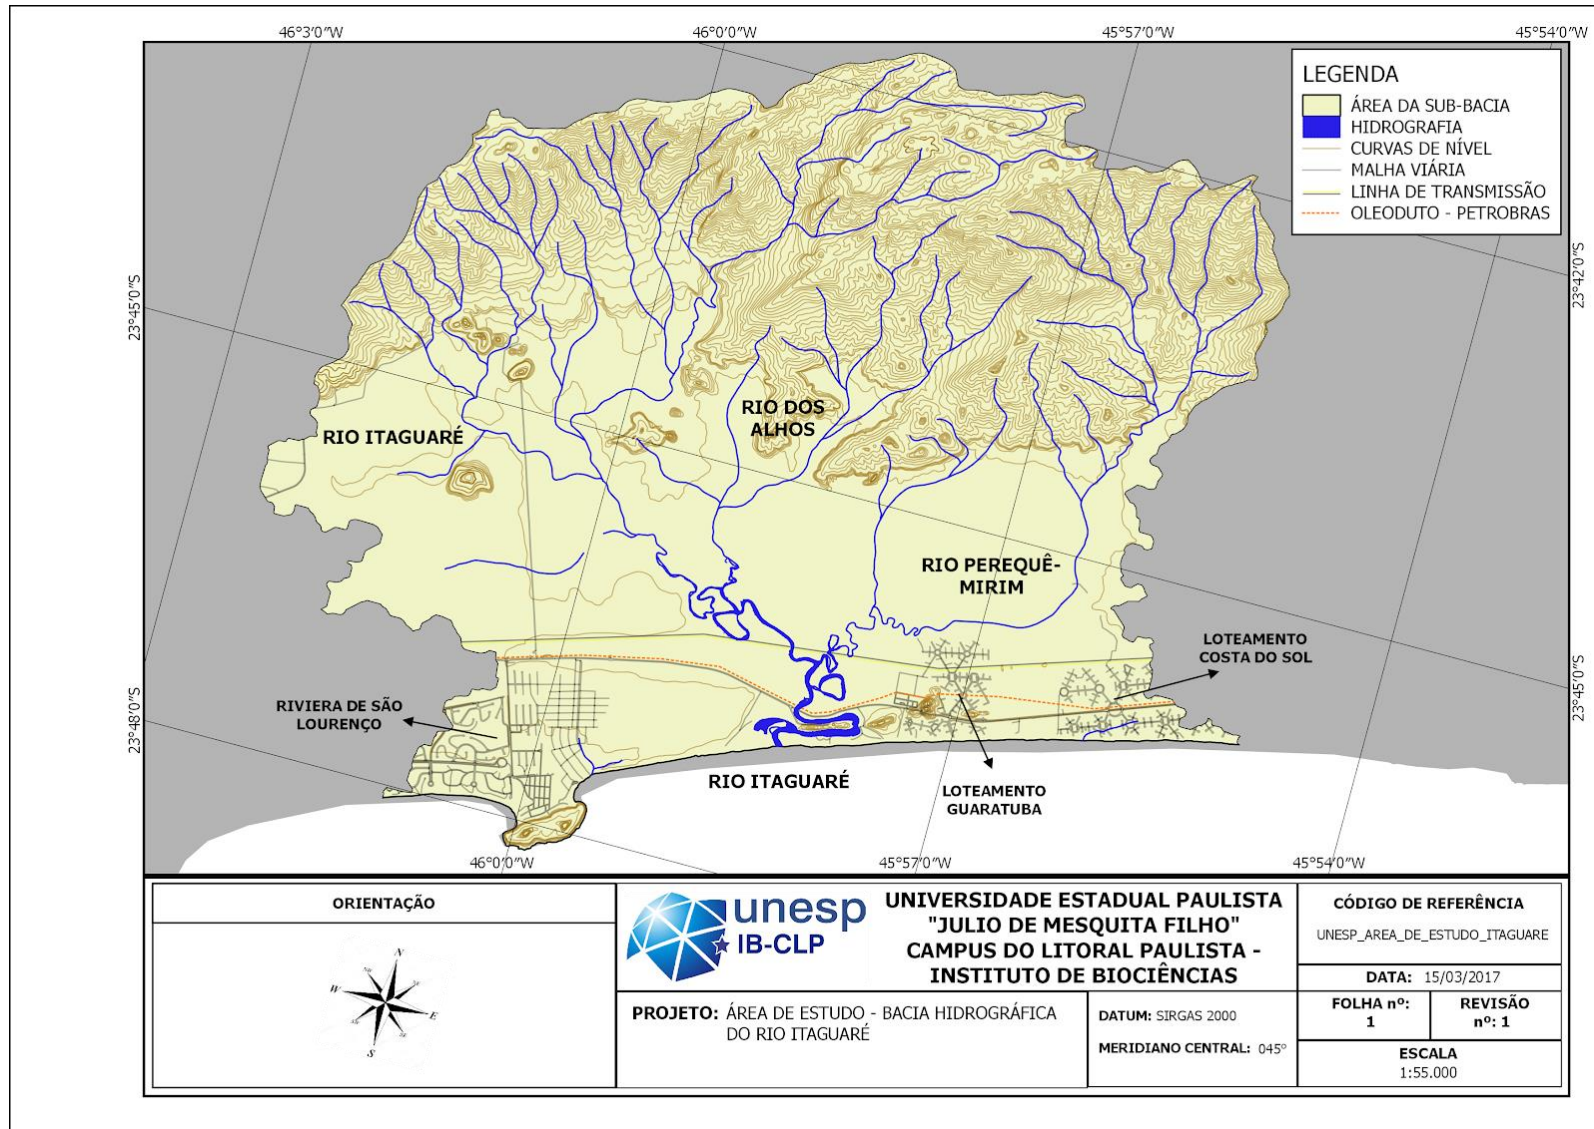 46°3'0"W
46°0'0"W
45°57'0"W
45°54'0"W
LEGENDA
ÁREA DA SUB-BACIA
HIDROGRAFIA
CURVAS DE NÍVEL
MALHA VIÁRIA
LINHA DE TRANSMISSÃO
OLEODUTO - PETROBRAS
23°45'0"S
23°42'0"S
RIO DOS
ALHOS
RIO ITAGUARÉ
RIO PEREQUÊ-
MIRIM
LOTEAMENTO
COSTA DO SOL
RIVIERA DE SÃO
LOURENÇO
23°48'0"S
23°45'0"S
RIO ITAGUARÉ
LOTEAMENTO
GUARATUBA
46°0'0"W
45°57'0"W
45°54'0"W
ORIENTAÇÃO
N
W
E
S
unesp
IB-CLP
UNIVERSIDADE ESTADUAL PAULISTA
"JULIO DE MESQUITA FILHO"
CAMPUS DO LITORAL PAULISTA -
INSTITUTO DE BIOCIÊNCIAS
CÓDIGO DE REFERÊNCIA
UNESP_AREA_DE_ESTUDO_ITAGUARE
DATA: 15/03/2017
PROJETO: ÁREA DE ESTUDO - BACIA HIDROGRÁFICA
DO RIO ITAGUARÉ
DATUM: SIRGAS 2000
MERIDIANO CENTRAL: 045º
FOLHA nº:
1
REVISÃO
nº: 1
ESCALA
1:55.000